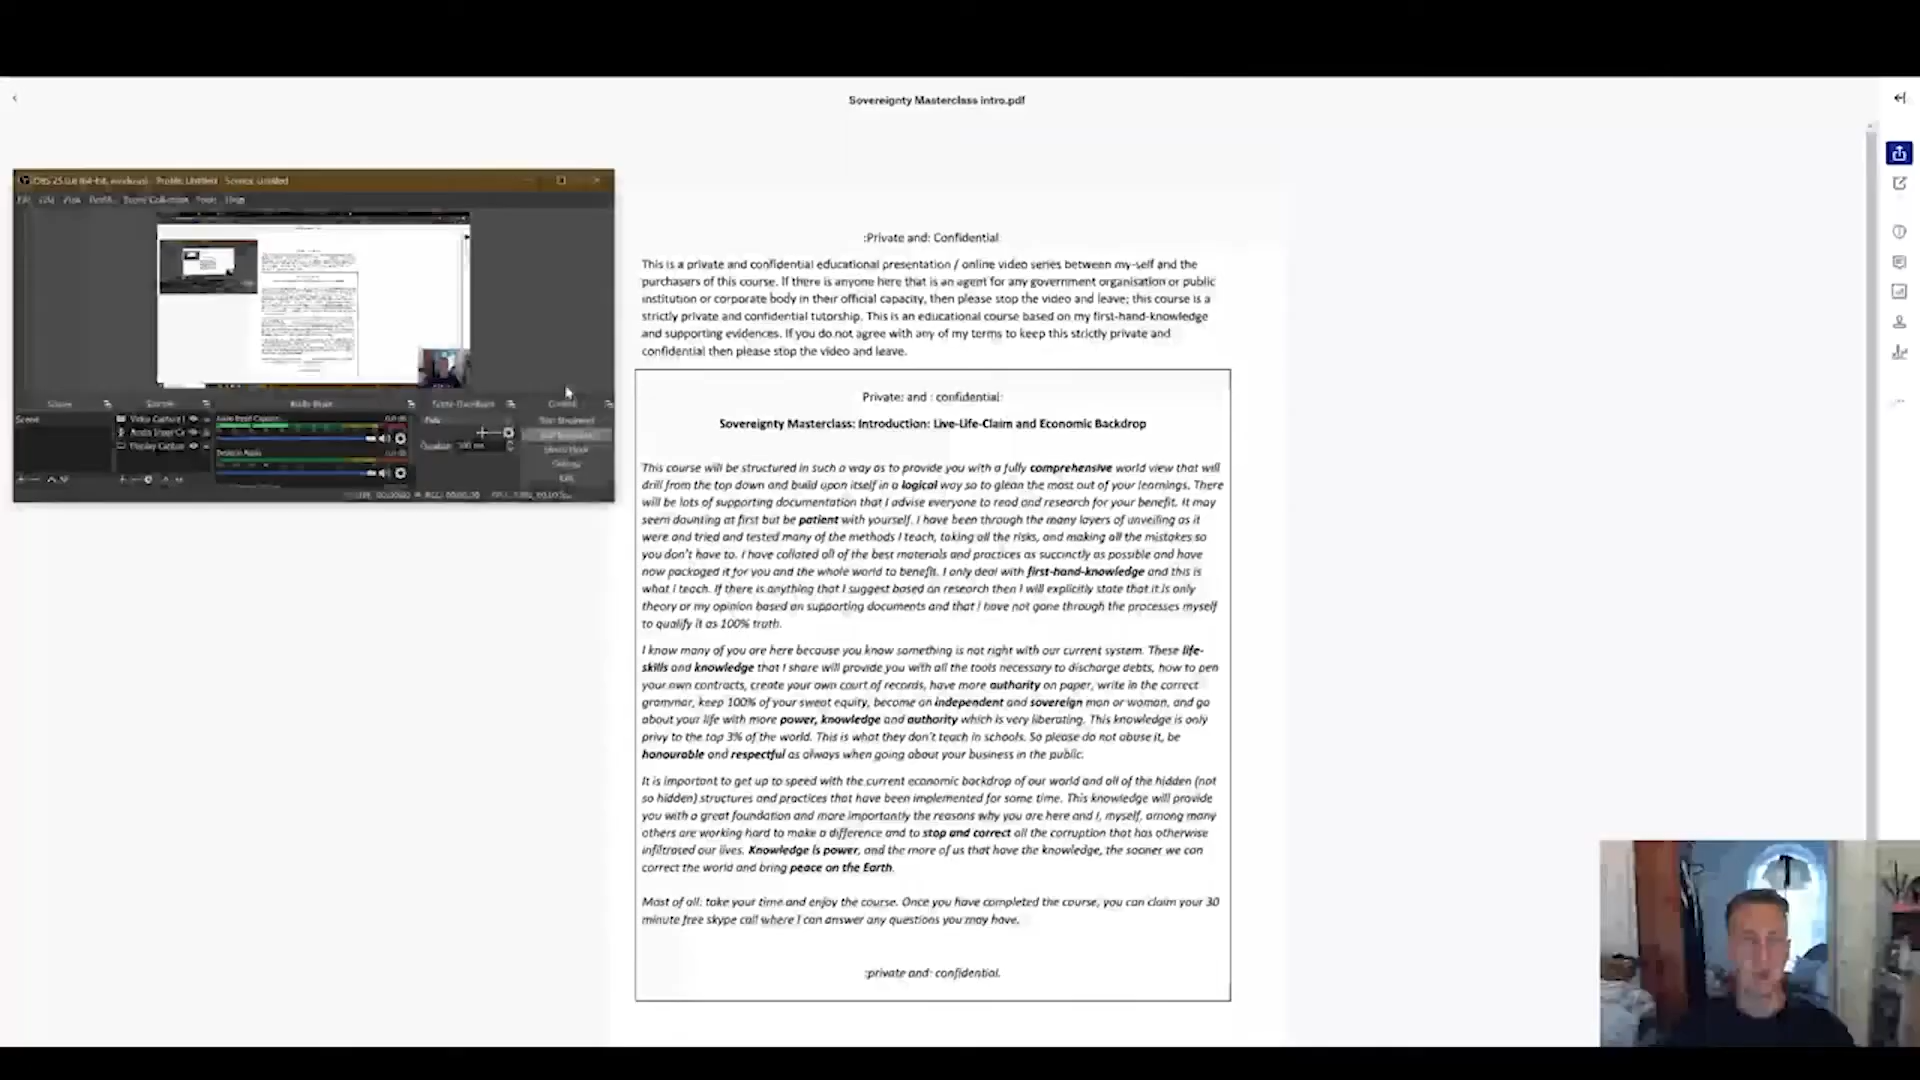 Sovereignty Masterclass intro.pdf
:Private and: Confidential
This is a private and confidential educational presentation / online video series between my-self and the
purchasers of this course. If there is anyone here that is an agent for any government organisation or public
institution or corporate body in their official capacity, then please stop the video and leave; this course is a
strictly private and confidential tutorship. This is an educational course based on my first-hand-knowledge
and supporting evidences. If you do not agree with any of my terms to keep this strictly private and
confidential then please stop the video and leave.
Private: and : confidential:
Sovereignty Masterclass: Introduction: Live-Life-Claim and Economic Backdrop
This course will be structured in such a way as to provide you with a fully comprehensive world view that will
drill from the top down and build upon itself in a logical way so to glean the most out of your learnings. There
will be lots of supporting documentation that I advise everyone to read and research for your benefit. It may
seem daunting at first but be patient with yourself. I have been through the many layers of unveiling as it
were and tried and tested many of the methods I teach, taking all the risks, and making all the mistakes so
you don't have to. I have collated all of the best materials and practices as succinctly as possible and have
now packaged it for you and the whole world to benefit. I only deal with first-hand-knowledge and this is
what I teach. If there is anything that I suggest based on research then I will explicitly state that it is only
theory or my opinion based on supporting documents and that I have not gone through the processes myself
to qualify it as 100% truth.
I know many of you are here because you know something is not right with our current system. These life-
skills and knowledge that I share will provide you with all the tools necessary to discharge debts, how to pen
your own contracts, create your own court of records, have more authority on paper, write in the correct
grammar, keep 100% of your sweat equity, become an independent and sovereign man or woman, and go
about your life with more power, knowledge and authority which is very liberating. This knowledge is only
privy to the top 3% of the world. This is what they don't teach in schools. So please do not abuse it, be
honourable and respectful as always when going about your business in the public.
It is important to get up to speed with the current economic backdrop of our world and all of the hidden (not
so hidden) structures and practices that have been implemented for some time. This knowledge will provide
you with a great foundation and more importantly the reasons why you are here and I, myself, among many
others are working hard to make a difference and to stop and correct all the corruption that has otherwise
infiltrated our lives. Knowledge is power, and the more of us that have the knowledge, the sooner we can
correct the world and bring peace on the Earth.
Most of all: take your time and enjoy the course. Once you have completed the course, you can claim your 30
minute free skype call where I can answer any questions you may have.
:private and: confidential.